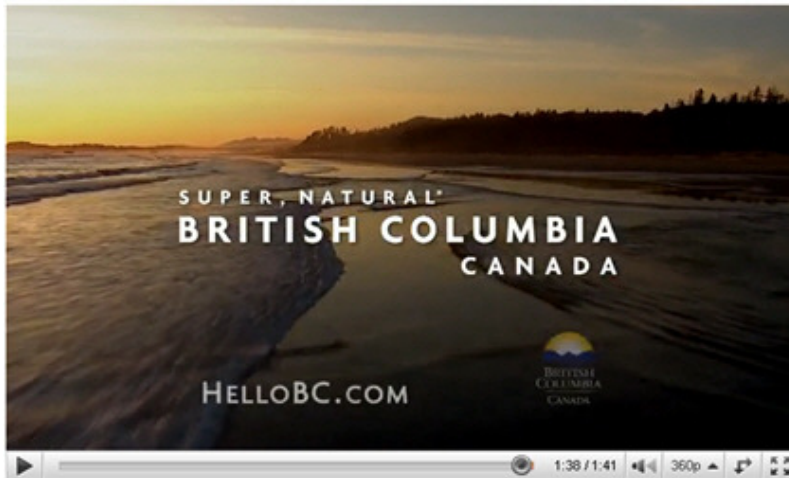 SUPER, NATURAL®
BRITISH COLUMBIA
CANADA
BRITISH
COLUMBIA
CANADA
HELLOBC.COM
1:38 / 1:41 360p